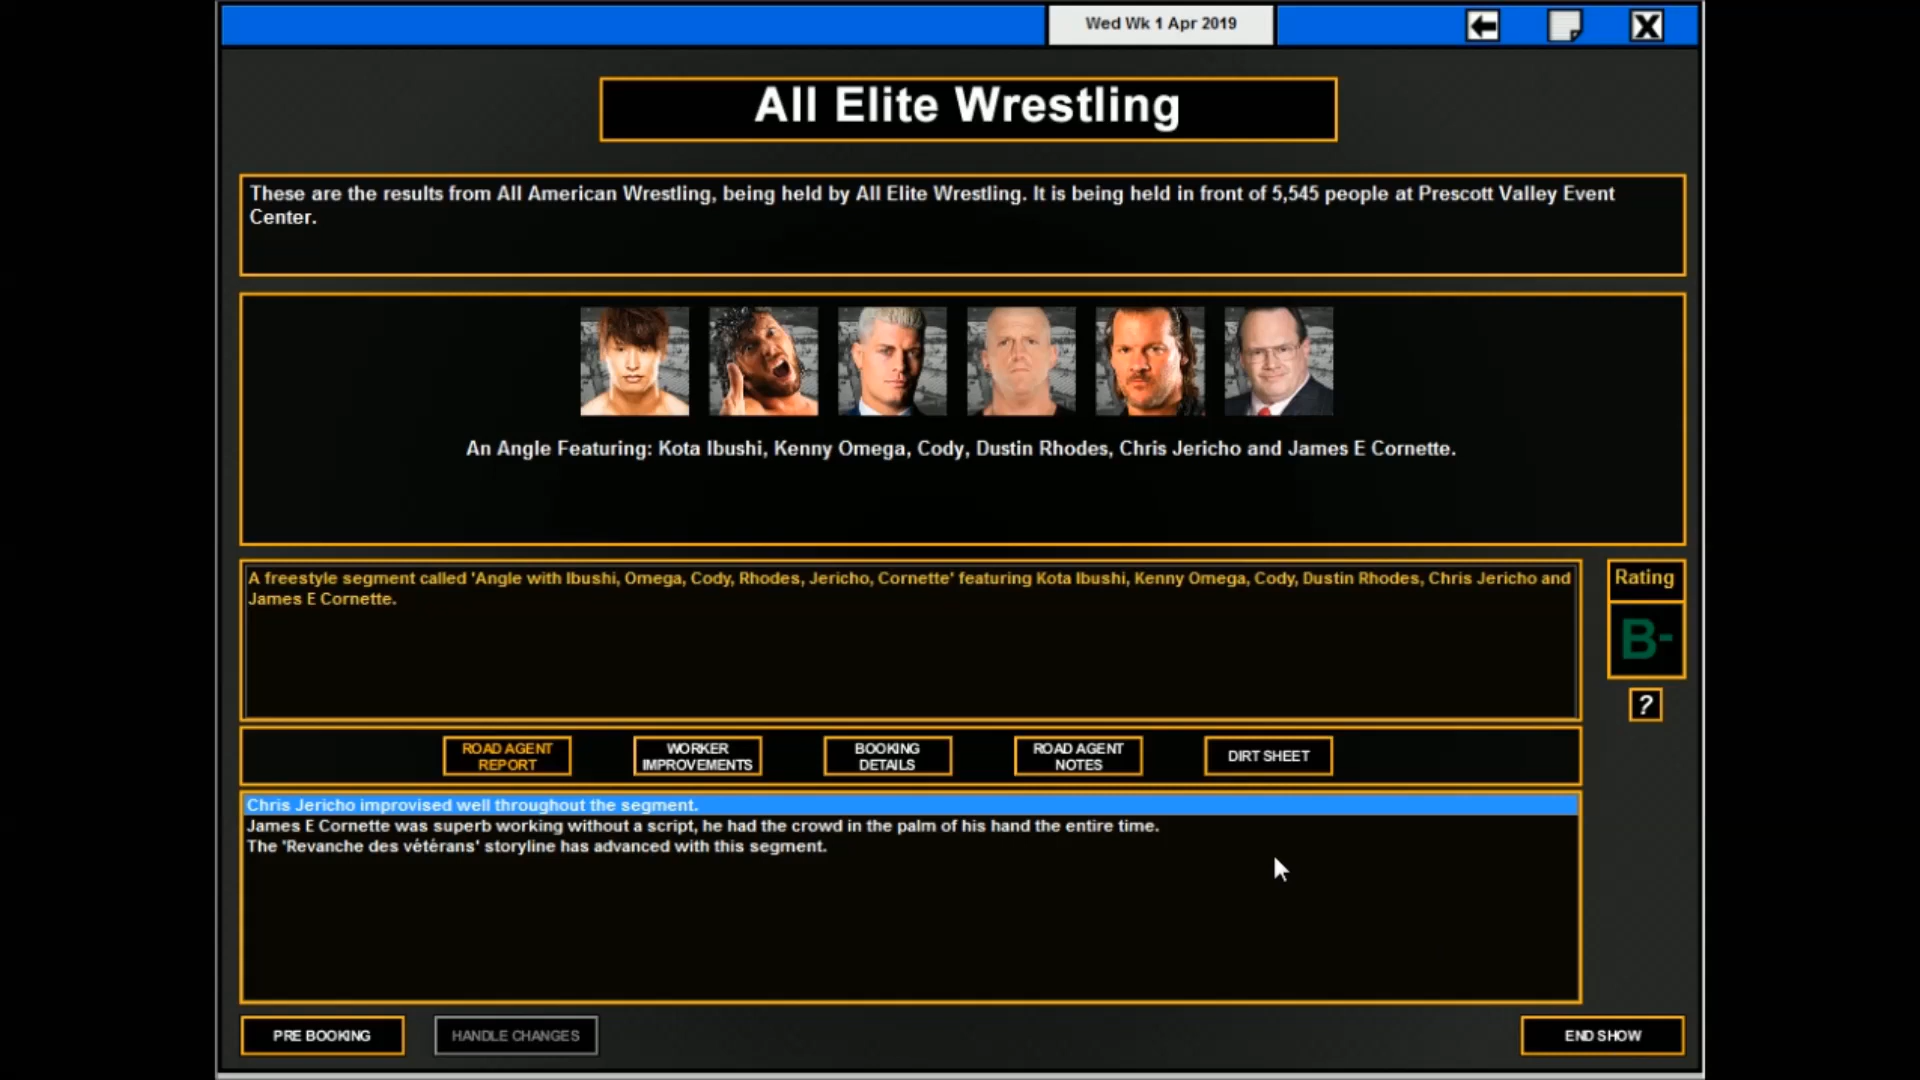 Wed Wk 1 Apr 2019
All Elite Wrestling
These are the results from All American Wrestling, being held by All Elite Wrestling. It is being held in front of 5,545 people at Prescott Valley Event
Center.
An Angle Featuring: Kota Ibushi, Kenny Omega, Cody, Dustin Rhodes, Chris Jericho and James E Cornette.
A freestyle segment called 'Angle with Ibushi, Omega, Cody, Rhodes, Jericho, Cornette' featuring Kota Ibushi, Kenny Omega, Cody, Dustin Rhodes, Chris Jericho and
James E Cornette.
Rating
B-
?
ROAD AGENT
REPORT
WORKER
IMPROVEMENTS
BOOKING
DETAILS
ROAD AGENT
NOTES
DIRT SHEET
Chris Jericho improvised well throughout the segment.
James E Cornette was superb working without a script, he had the crowd in the palm of his hand the entire time.
The 'Revanche des vétérans' storyline has advanced with this segment.
PRE BOOKING
HANDLE CHANGES
END SHOW